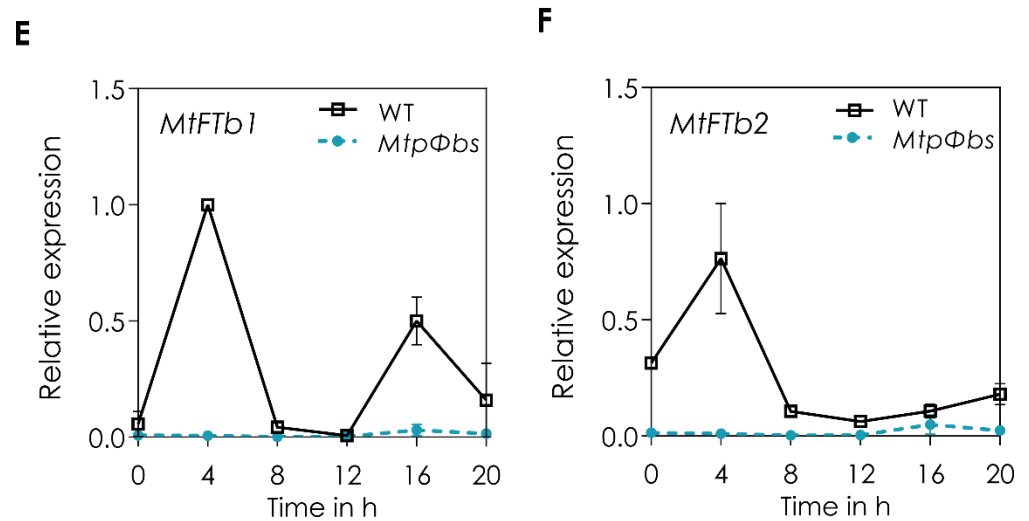 E
MtFTb1
WT
MtpΦbs
Relative expression
1.5
1.0
0.5
0.0
0 4 8 12 16 20
Time in h
F
MtFTb2
WT
MtpΦbs
Relative expression
1.5
1.0
0.5
0.0
0 4 8 12 16 20
Time in h